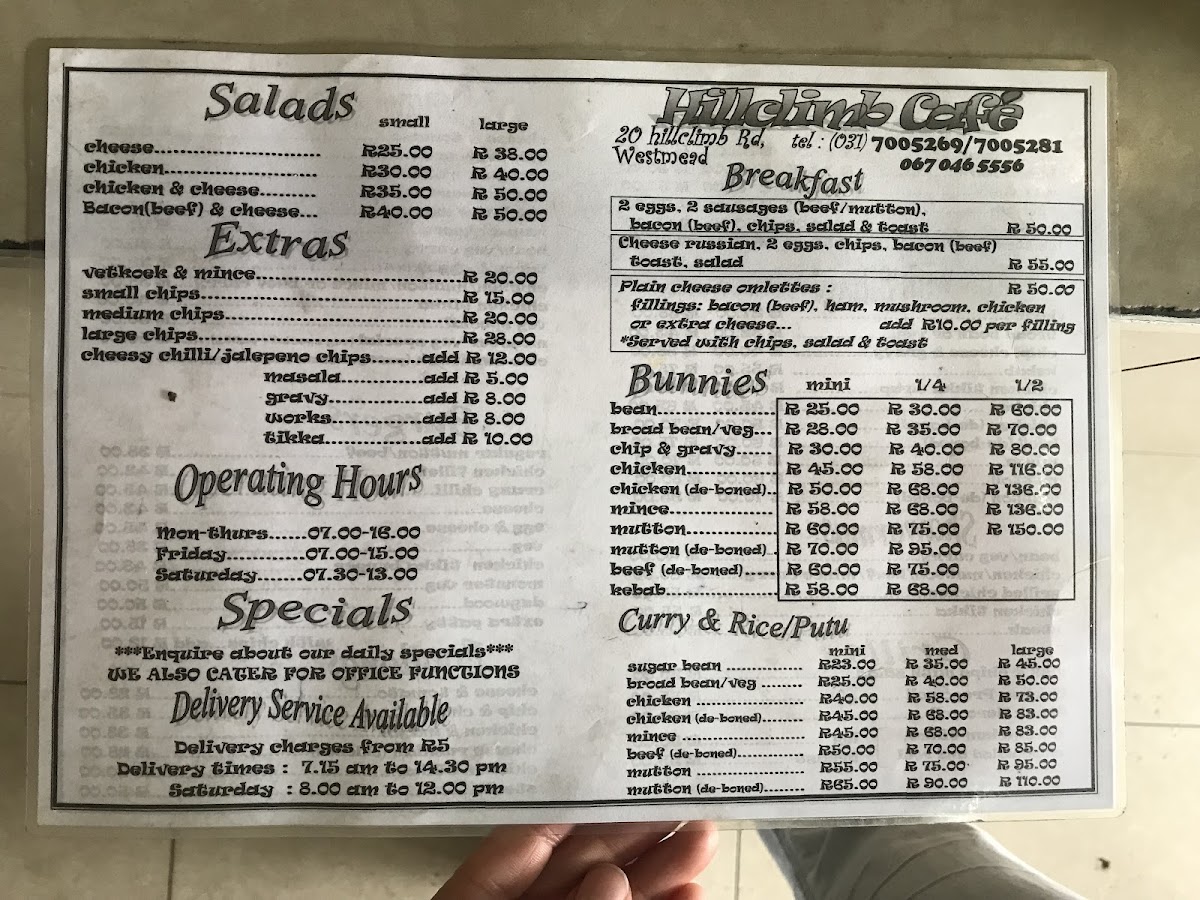 Salads
small large
cheese........................... R25.00 R 38.00
chicken......................... R30.00 R 40.00
chicken & cheese.......... R35.00 R 50.00
Bacon(beef) & cheese... R40.00 R 50.00
Extras
vetkoek & mince....................................R 20.00
small chips.............................................R 15.00
medium chips.........................................R 20.00
large chips..............................................R 28.00
cheesy chilli/jalepeno chips........add R 12.00
masala..............add R 5.00
gravy.................add R 8.00
works.................add R 8.00
tikka.................add R 10.00
Operating Hours
Mon-thurs.......07.00-16.00
Friday.............07.00-15.00
Saturday........07.30-13.00
Specials
***Enquire about our daily specials***
WE ALSO CATER FOR OFFICE FUNCTIONS
Delivery Service Available
Delivery charges from R5
Delivery times : 7.15 am to 14.30 pm
Saturday : 8.00 am to 12.00 pm
Hillclimb Café
20 hillclimb Rd, tel : (031) 7005269/7005281
Westmead 067 046 5556
Breakfast
2 eggs, 2 sausages (beef/mutton),
bacon (beef), chips, salad & toast R 50.00
Cheese russian, 2 eggs, chips, bacon (beef)
toast, salad R 55.00
Plain cheese omlettes : R 50.00
fillings: bacon (beef), ham, mushroom, chicken
or extra cheese... add R10.00 per filling
*Served with chips, salad & toast
Bunnies mini 1/4 1/2
bean..................... R 25.00 R 30.00 R 60.00
broad bean/veg... R 28.00 R 35.00 R 70.00
chip & gravy...... R 30.00 R 40.00 R 80.00
chicken............... R 45.00 R 58.00 R 116.00
chicken (de-boned).. R 50.00 R 68.00 R 136.00
mince................... R 58.00 R 68.00 R 136.00
mutton................ R 60.00 R 75.00 R 150.00
mutton (de-boned) . R 70.00 R 95.00
beef (de-boned)...... R 60.00 R 75.00
kebab................... R 58.00 R 68.00
Curry & Rice/Putu
mini med large
sugar bean .............. R23.00 R 35.00 R 45.00
broad bean/veg ........ R25.00 R 40.00 R 50.00
chicken .................... R40.00 R 58.00 R 73.00
chicken (de-boned)........ R45.00 R 68.00 R 83.00
mince ...................... R45.00 R 68.00 R 83.00
beef (de-boned).............. R50.00 R 70.00 R 85.00
mutton ..................... R55.00 R 75.00 R 95.00
mutton (de-boned)........ R65.00 R 90.00 R 110.00